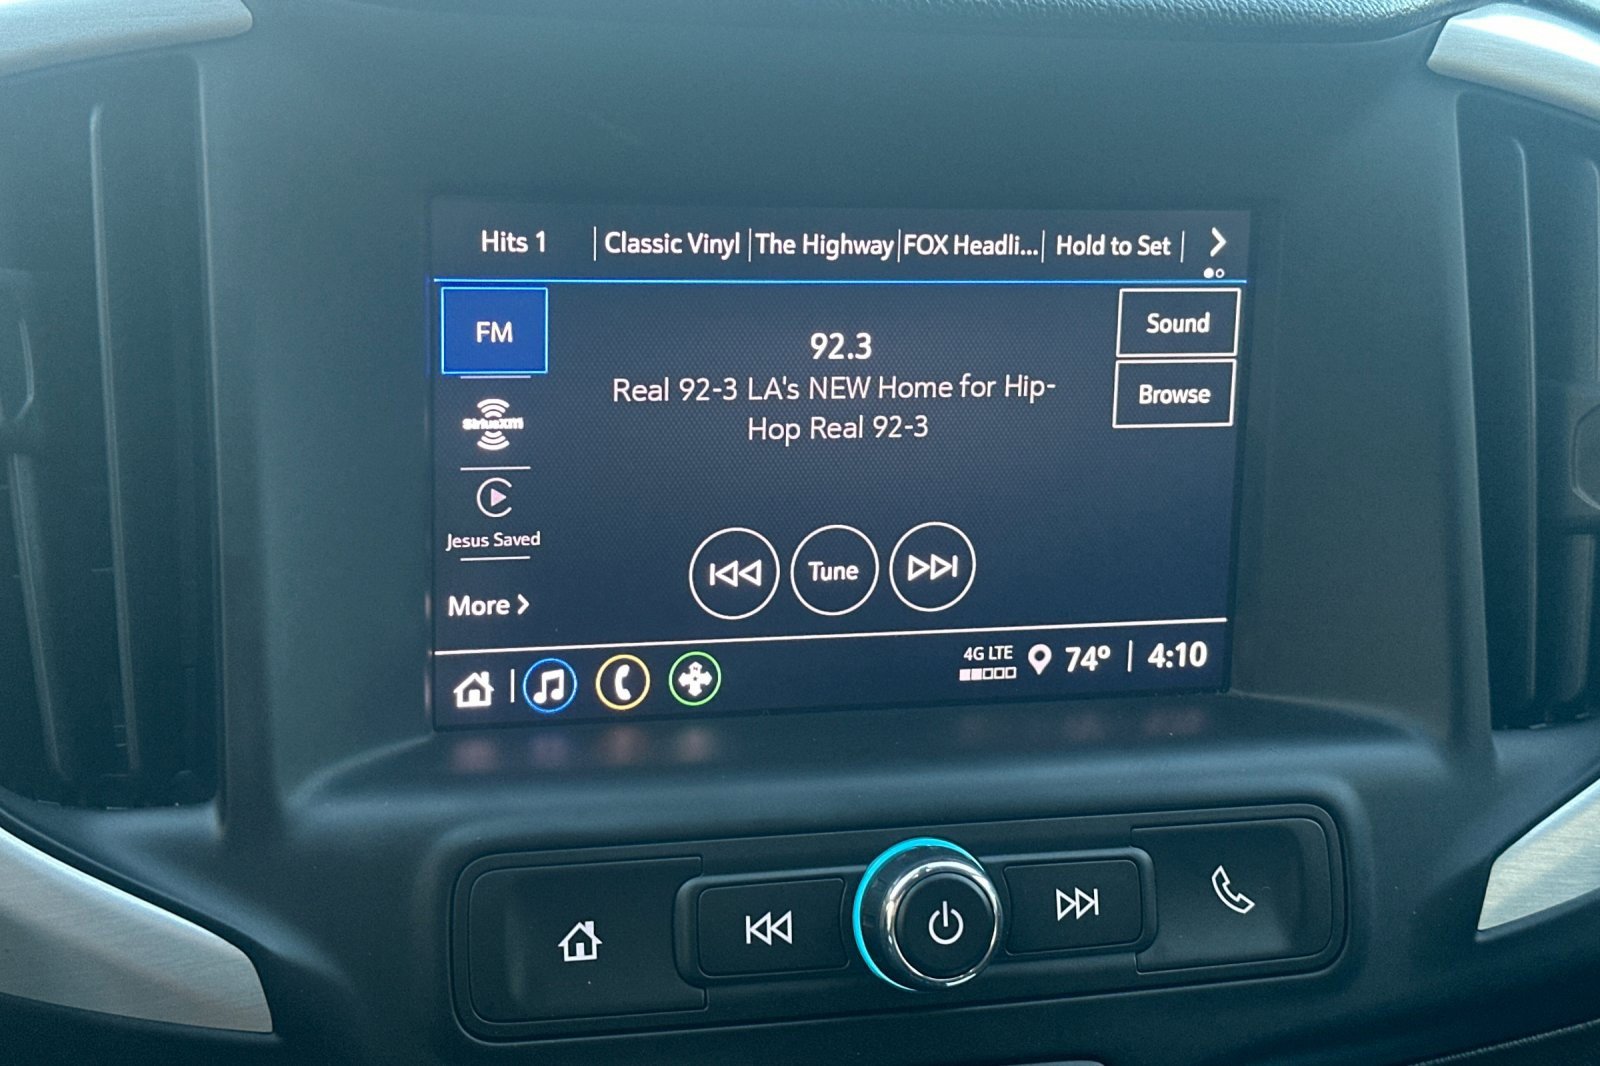 Hits 1 Classic Vinyl The Highway FOX Headli... Hold to Set
FM
92.3
Sound
Real 92-3 LA's NEW Home for Hip-
Hop Real 92-3
Browse
SiriusXM
Jesus Saved
Tune
More
4G LTE
74° 4:10